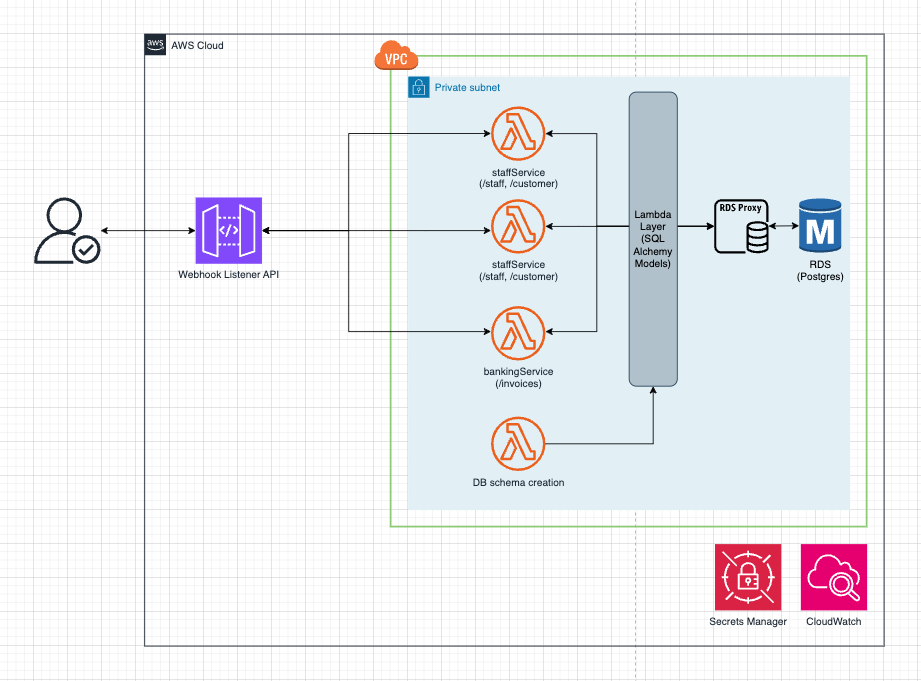 aws
AWS Cloud
VPC
Private subnet
staffService
(/staff, /customer)
Webhook Listener API
staffService
(/staff, /customer)
bankingService
(/invoices)
DB schema creation
Lambda
Layer
(SQL
Alchemy
Models)
RDS Proxy
M
RDS
(Postgres)
Secrets Manager
CloudWatch